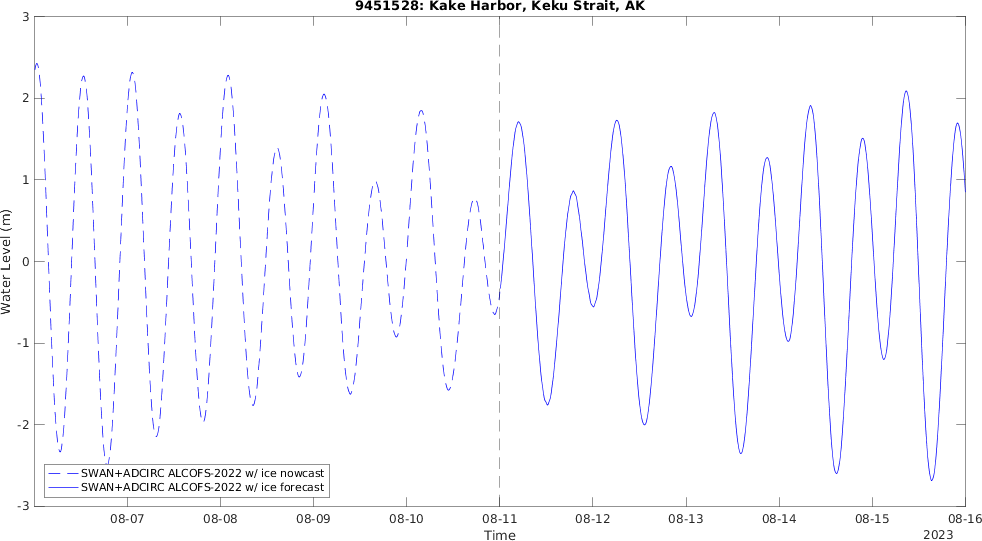 9451528: Kake Harbor, Keku Strait, AK
3
2
1
0
-1
-2
-3
Water Level (m)
SWAN+ADCIRC ALCOFS-2022 w/ ice nowcast
SWAN+ADCIRC ALCOFS-2022 w/ ice forecast
08-07 08-08 08-09 08-10 08-11 08-12 08-13 08-14 08-15 08-16
Time
2023